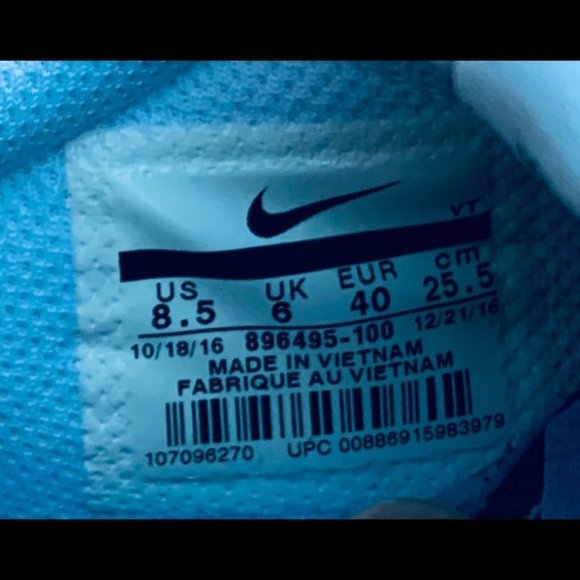 VT
US UK EUR cm
8.5 6 40 25.5
10/18/16 896495-100 12/21/16
MADE IN VIETNAM
FABRIQUE AU VIETNAM
107096270 UPC 00886915983979